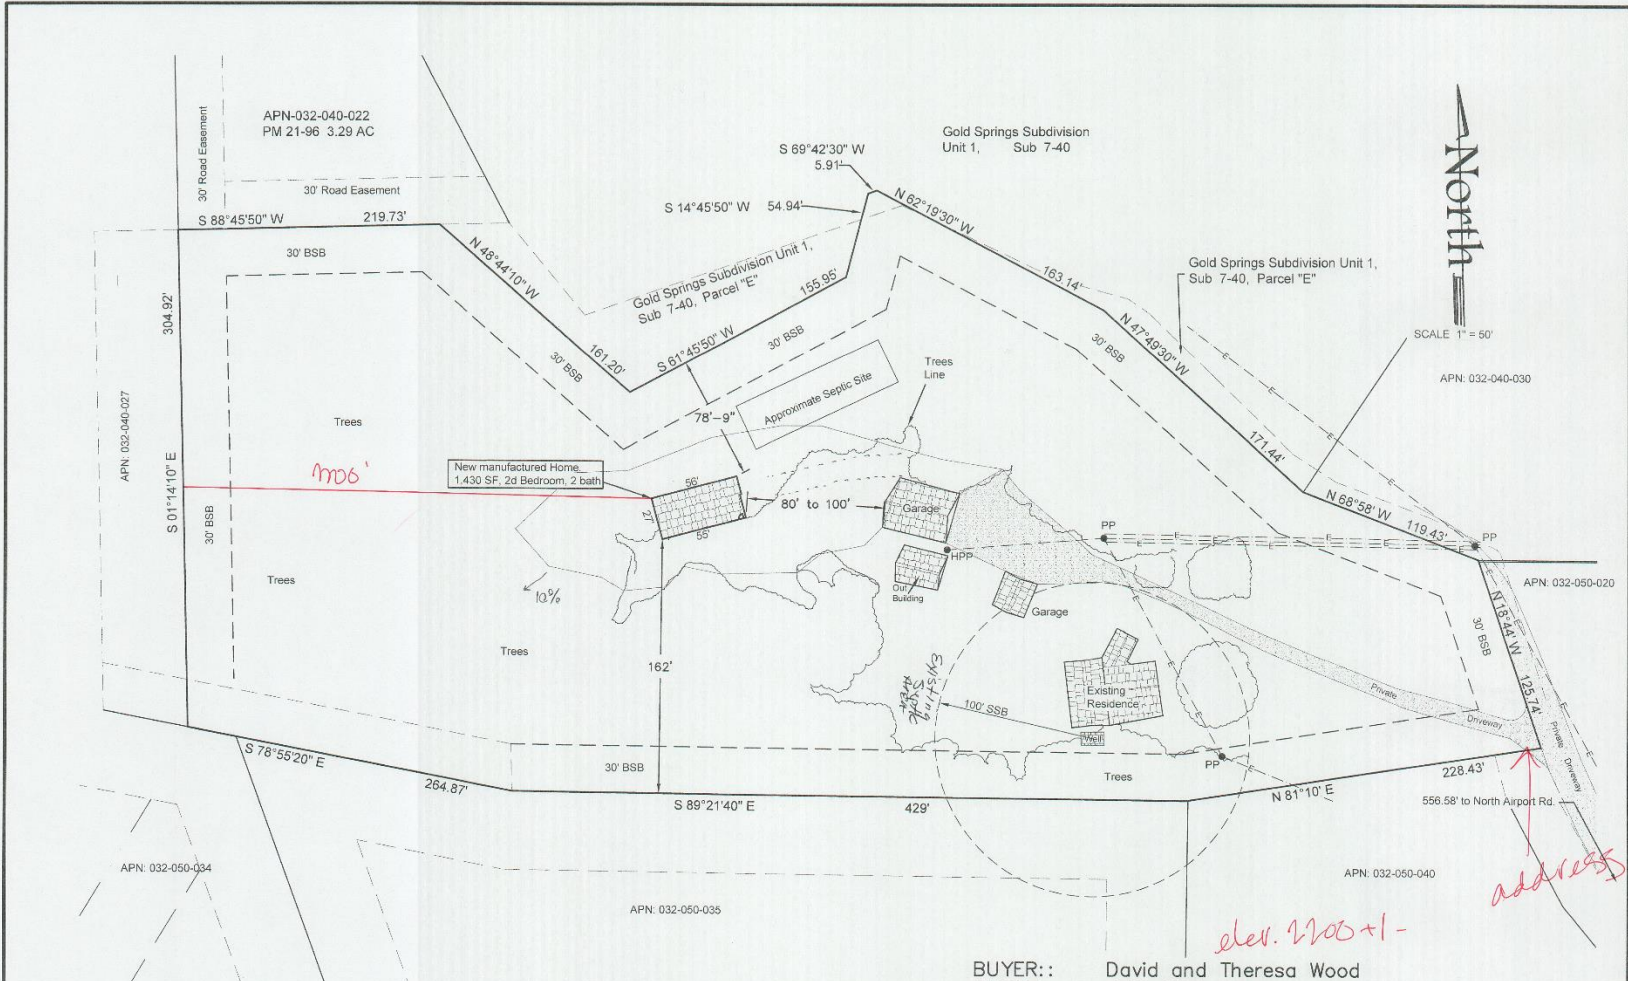 APN-032-040-022
PM 21-96 3.29 AC
30' Road Easement
30' Road Easement
S 88°45'50" W 219.73'
30' BSB
N 48°44'10" W
161.20'
30' BSB
Gold Springs Subdivision Unit 1,
Sub 7-40, Parcel "E"
S 61°45'50" W
155.95'
30' BSB
S 14°45'50" W 54.94'
S 69°42'30" W
5.91'
Gold Springs Subdivision
Unit 1, Sub 7-40
N 62°19'30" W
163.14'
Gold Springs Subdivision Unit 1,
Sub 7-40, Parcel "E"
N 47°49'30" W
171.44'
30' BSB
North
SCALE 1" = 50'
APN: 032-040-030
N 68°58' W
119.43'
PP
APN: 032-050-020
N 18°44' W
125.74'
30' BSB
304.92'
S 01°14'10" E
APN: 032-040-027
30' BSB
Trees
Trees
Trees
New manufactured Home
1,430 SF, 2d Bedroom, 2 bath
56'
27'
55'
78'-9"
Approximate Septic Site
Trees
Line
80' to 100'
Garage
HPP
Out
Building
PP
E E E E E E
E E E E E
E
E
E
E
E
E
E
E
Garage
10%
162'
Existing
Septic
Area
100' SSB
Existing
Residence
Well
PP
Trees
Private
Driveway
Private
Driveway
556.58' to North Airport Rd.
228.43'
N 81°10' E
30' BSB
S 78°55'20" E
264.87'
S 89°21'40" E
429'
APN: 032-050-034
APN: 032-050-035
APN: 032-050-040
address
elev. 2200 +/-
BUYER:: David and Theresa Wood